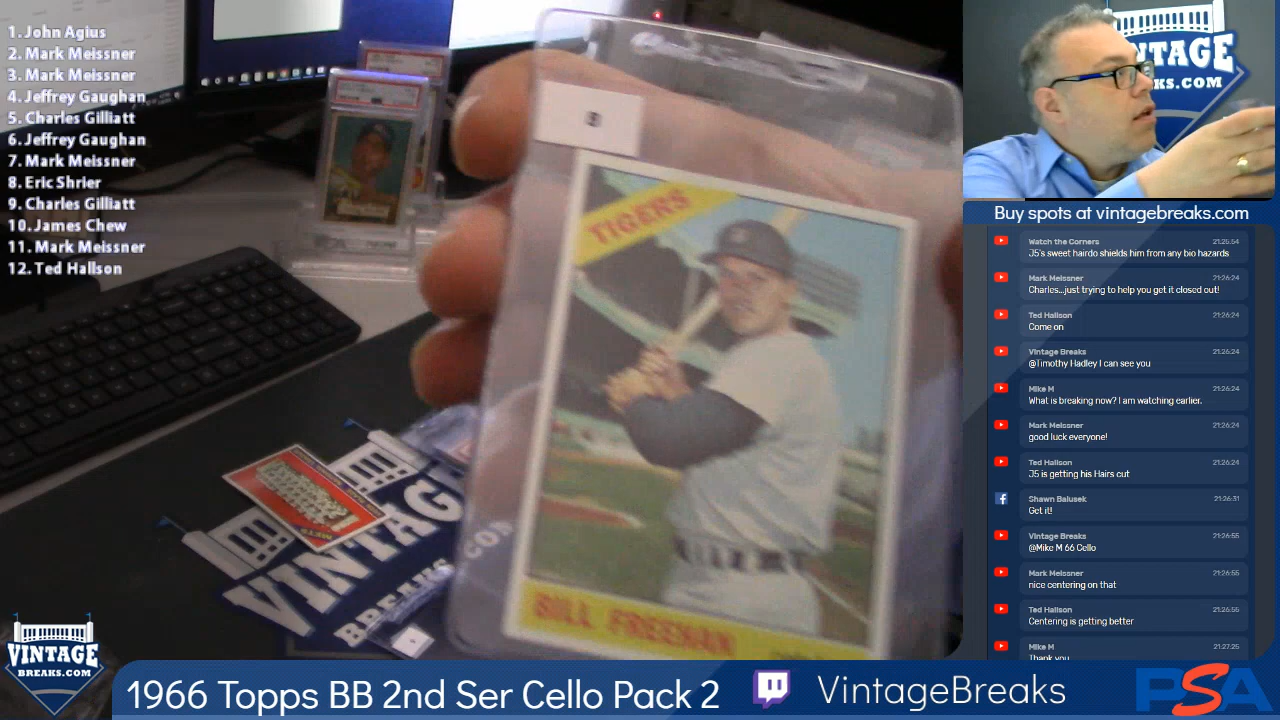 1. John Agius
2. Mark Meissner
3. Mark Meissner
4. Jeffrey Gaughan
5. Charles Gilliatt
6. Jeffrey Gaughan
7. Mark Meissner
8. Eric Shrier
9. Charles Gilliatt
10. James Chew
11. Mark Meissner
12. Ted Hallson
TIGERS
BILL FREEHAN
METS
VINTAGE
BREAKS
.COM
VINTAGE
BREAKS.COM
NTAGE
KS.COM
Buy spots at vintagebreaks.com
Watch the Corners 21:25:54
J5's sweet hairdo shields him from any bio hazards
Mark Meissner 21:26:24
Charles...just trying to help you get it closed out!
Ted Hallson 21:26:24
Come on
Vintage Breaks 21:26:24
@Timothy Hadley I can see you
Mike M 21:26:24
What is breaking now? I am watching earlier.
Mark Meissner 21:26:24
good luck everyone!
Ted Hallson 21:26:24
J5 is getting his Hairs cut
Shawn Balusek 21:26:31
Get it!
Vintage Breaks 21:26:55
@Mike M 66 Cello
Mark Meissner 21:26:55
nice centering on that
Ted Hallson 21:26:55
Centering is getting better
Mike M 21:27:25
Thank you
1966 Topps BB 2nd Ser Cello Pack 2
VintageBreaks
PSA